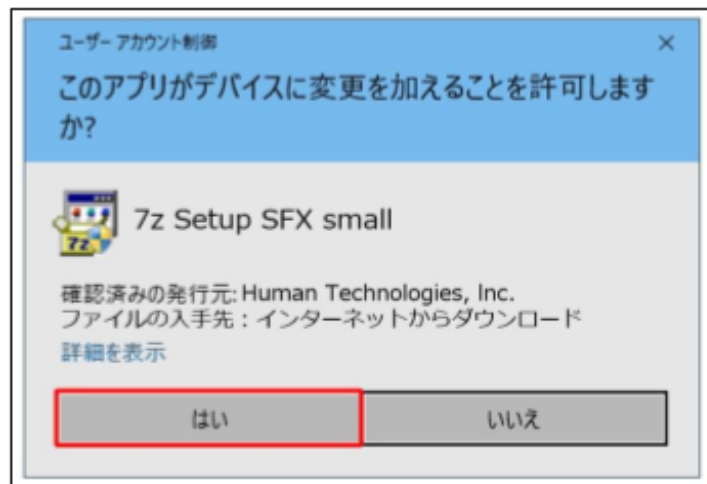 ユーザー アカウント制御
このアプリがデバイスに変更を加えることを許可します
か?
7z Setup SFX small
7z
確認済みの発行元: Human Technologies, Inc.
ファイルの入手先：インターネットからダウンロード
詳細を表示
はい
いいえ